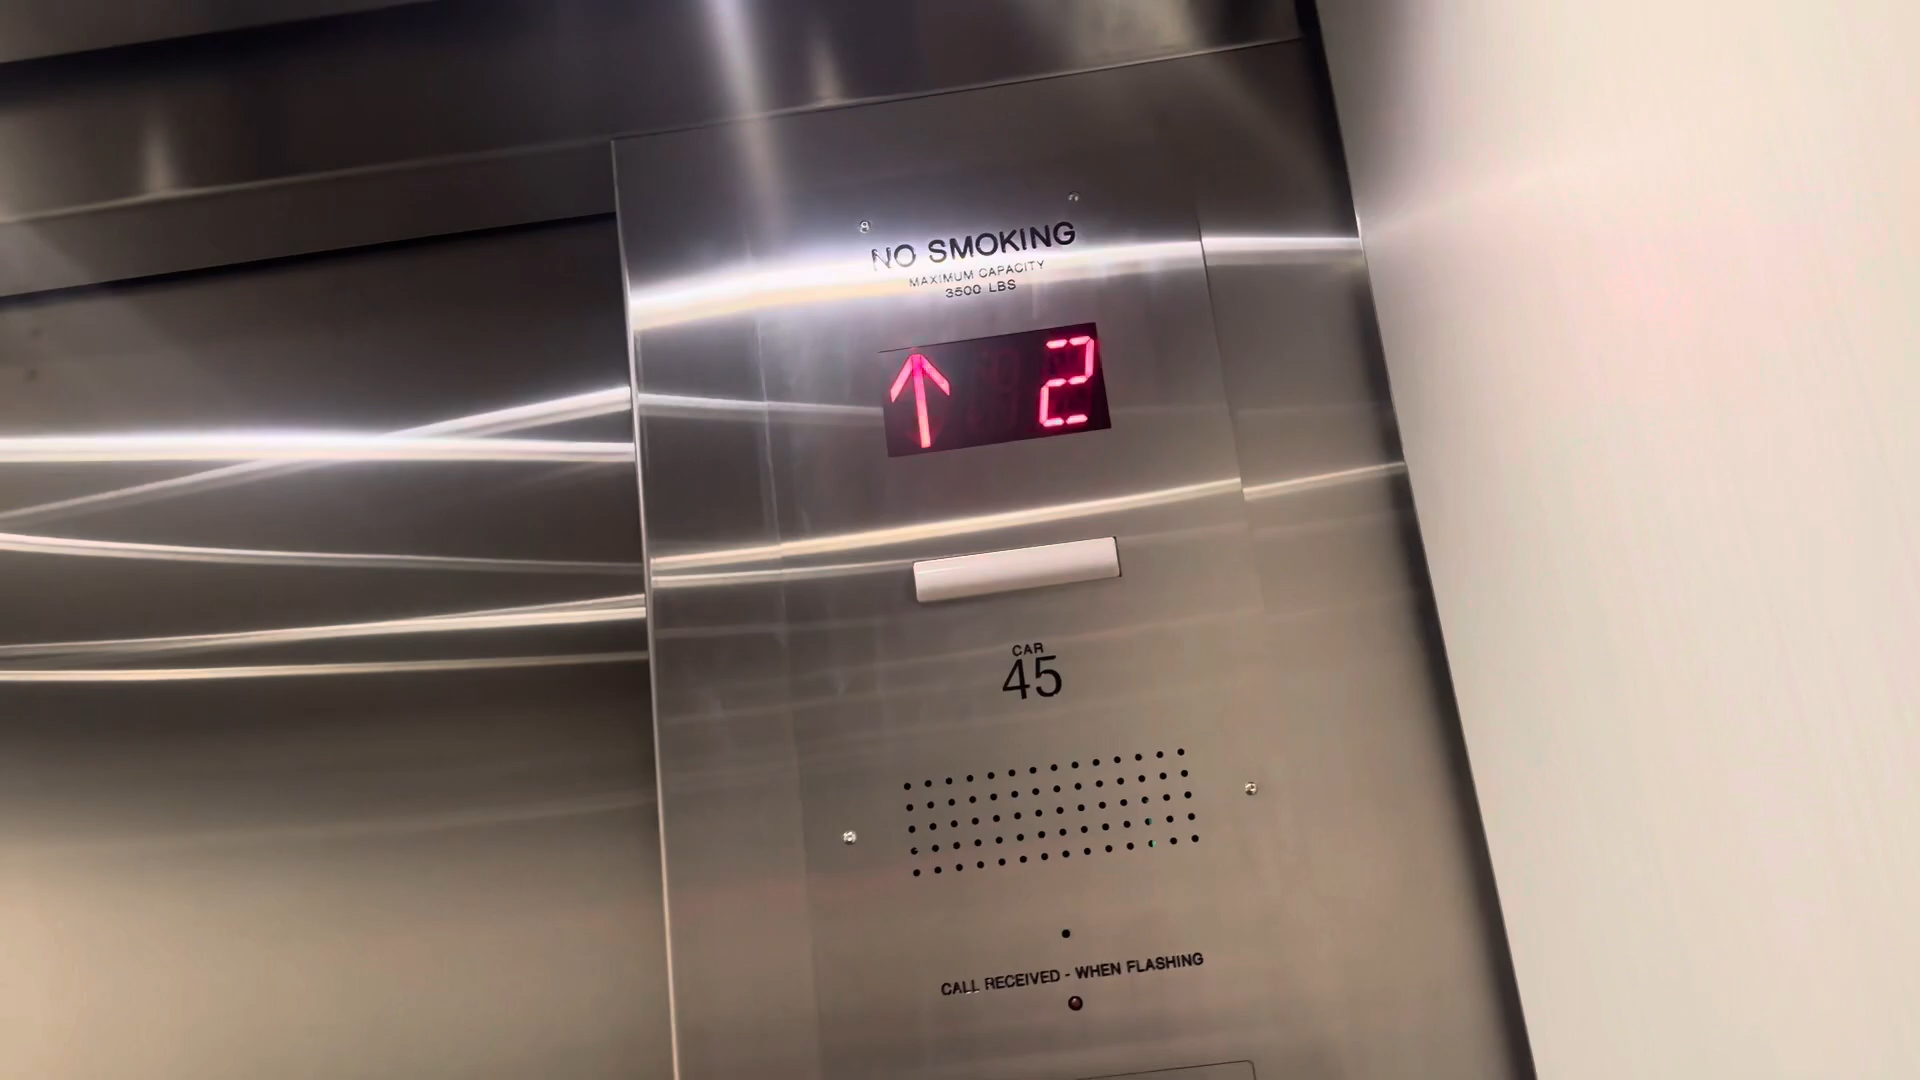 NO SMOKING
MAXIMUM CAPACITY
3500 LBS
↑ 2
CAR
45
CALL RECEIVED - WHEN FLASHING